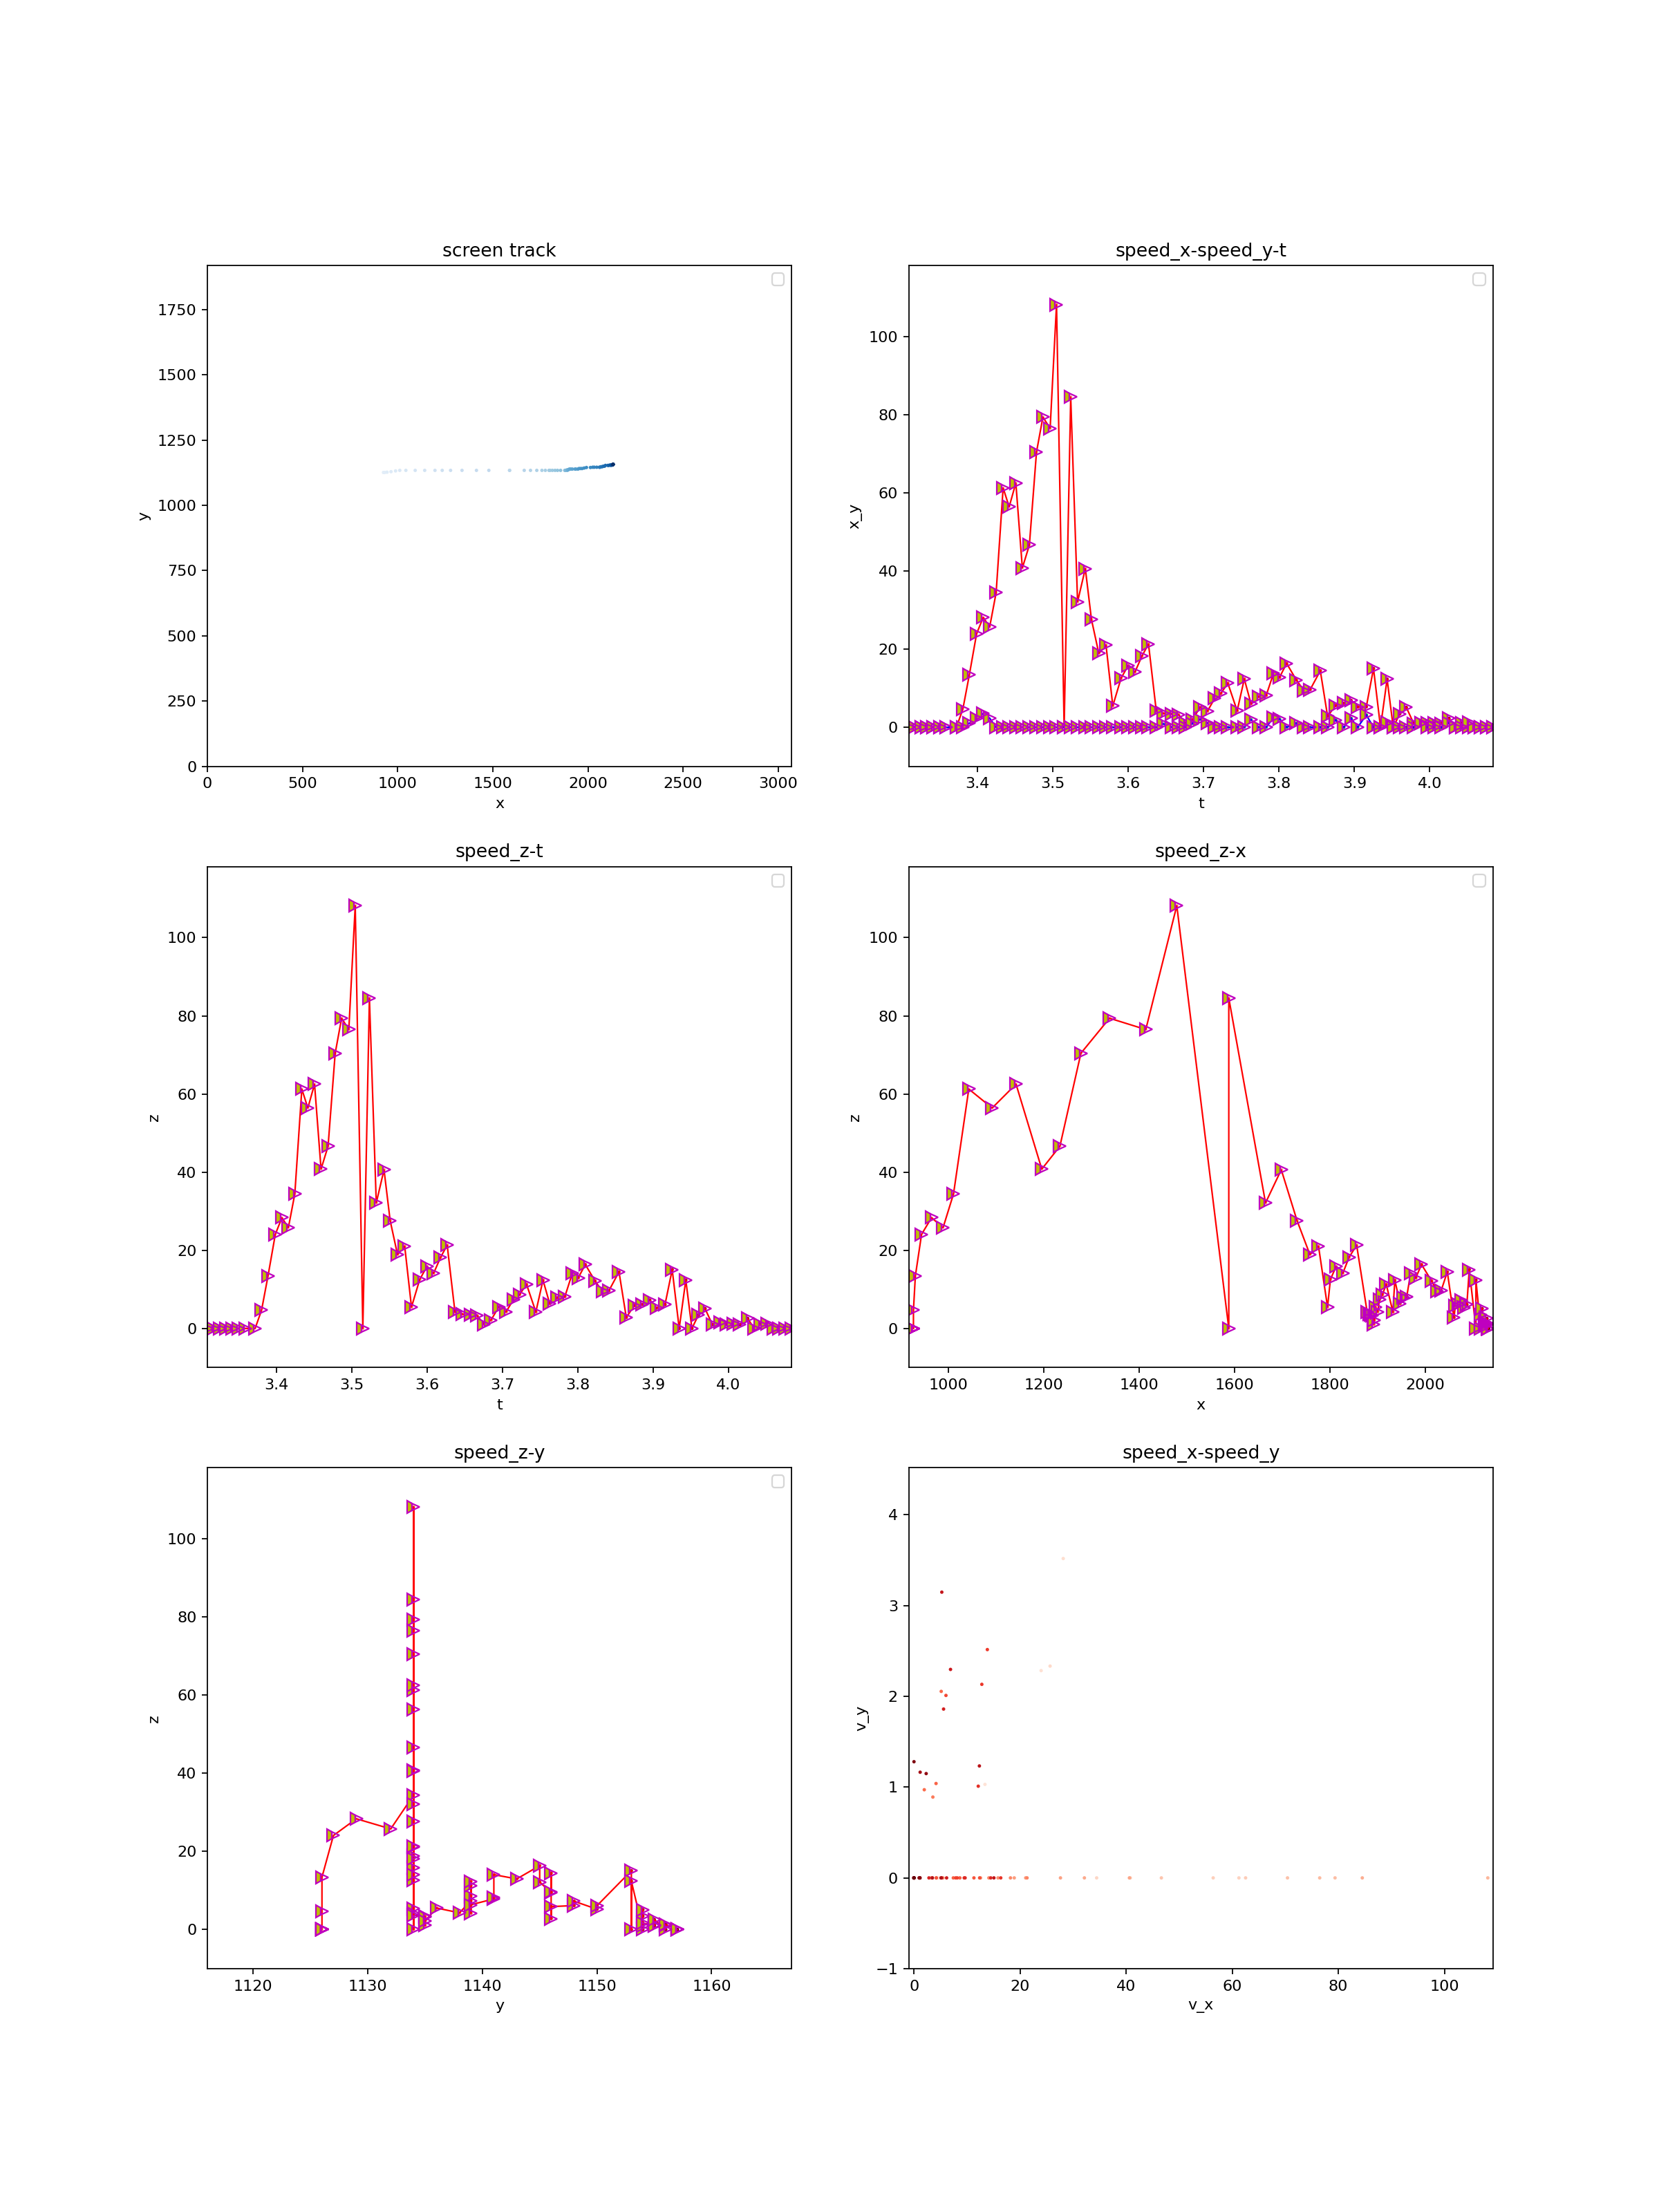 screen track
y
1750
1500
1250
1000
750
500
250
0
0 500 1000 1500 2000 2500 3000
x
speed_x-speed_y-t
x_y
100
80
60
40
20
0
3.4 3.5 3.6 3.7 3.8 3.9 4.0
t
speed_z-t
z
100
80
60
40
20
0
3.4 3.5 3.6 3.7 3.8 3.9 4.0
t
speed_z-x
z
100
80
60
40
20
0
1000 1200 1400 1600 1800 2000
x
speed_z-y
z
100
80
60
40
20
0
1120 1130 1140 1150 1160
y
speed_x-speed_y
v_y
4
3
2
1
0
−1
0 20 40 60 80 100
v_x